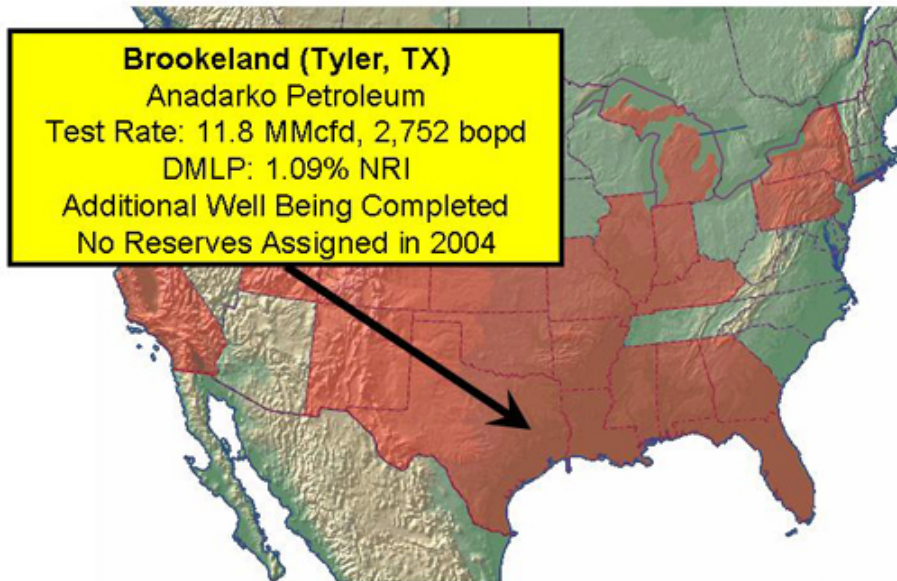 Brookeland (Tyler, TX)
Anadarko Petroleum
Test Rate: 11.8 MMcfd, 2,752 bopd
DMLP: 1.09% NRI
Additional Well Being Completed
No Reserves Assigned in 2004